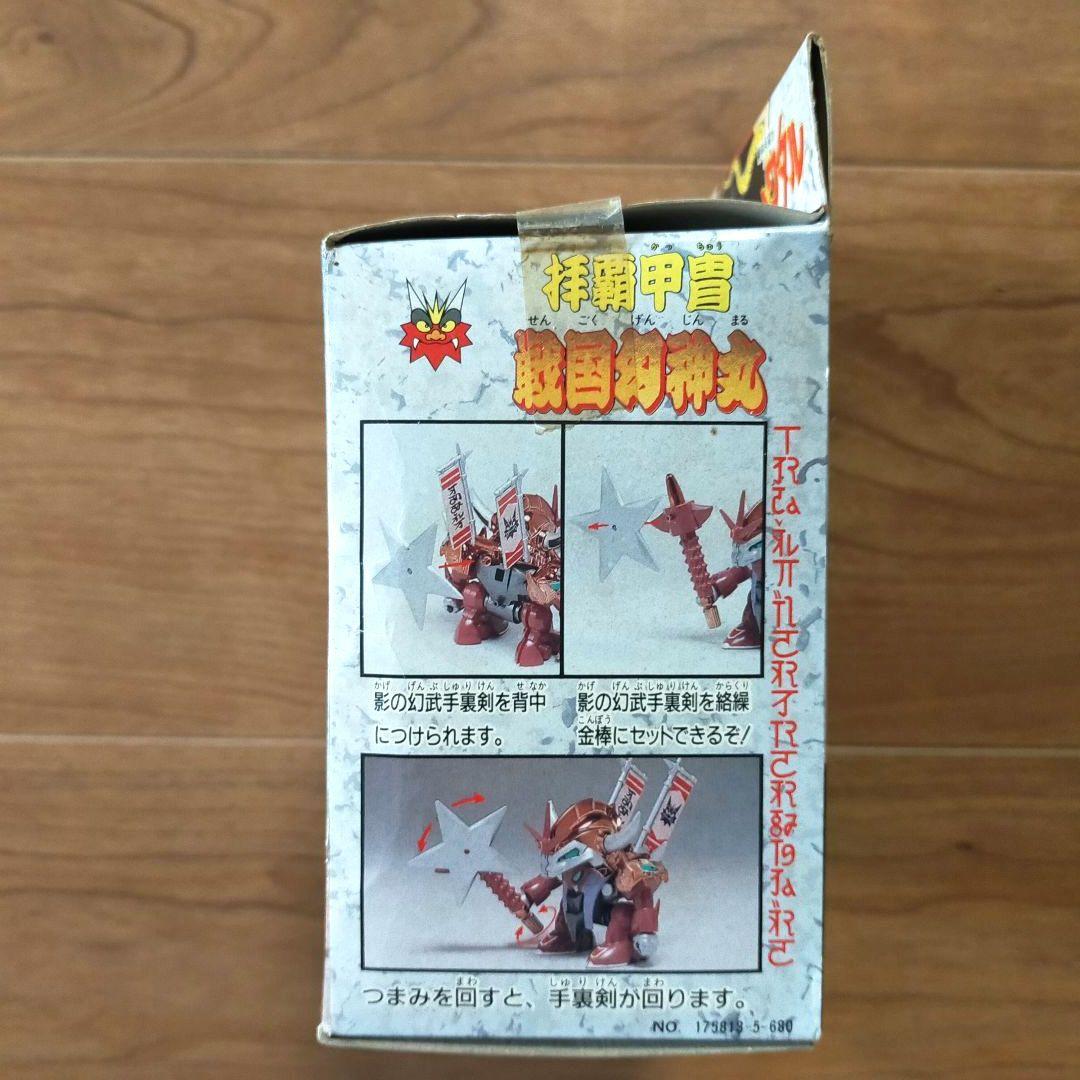 拝覇甲冑
かっちゅう
戦国幻神丸
せんごくげんじんまる
影の幻武手裏剣を背中
かげ げんぶしゅりけん せなか
につけられます。
影の幻武手裏剣を絡繰
かげ げんぶしゅりけん からくり
金棒にセットできるぞ!
こんぼう
つまみを回すと、手裏剣が回ります。
まわ しゅりけん まわ
NO. 175813-5-680